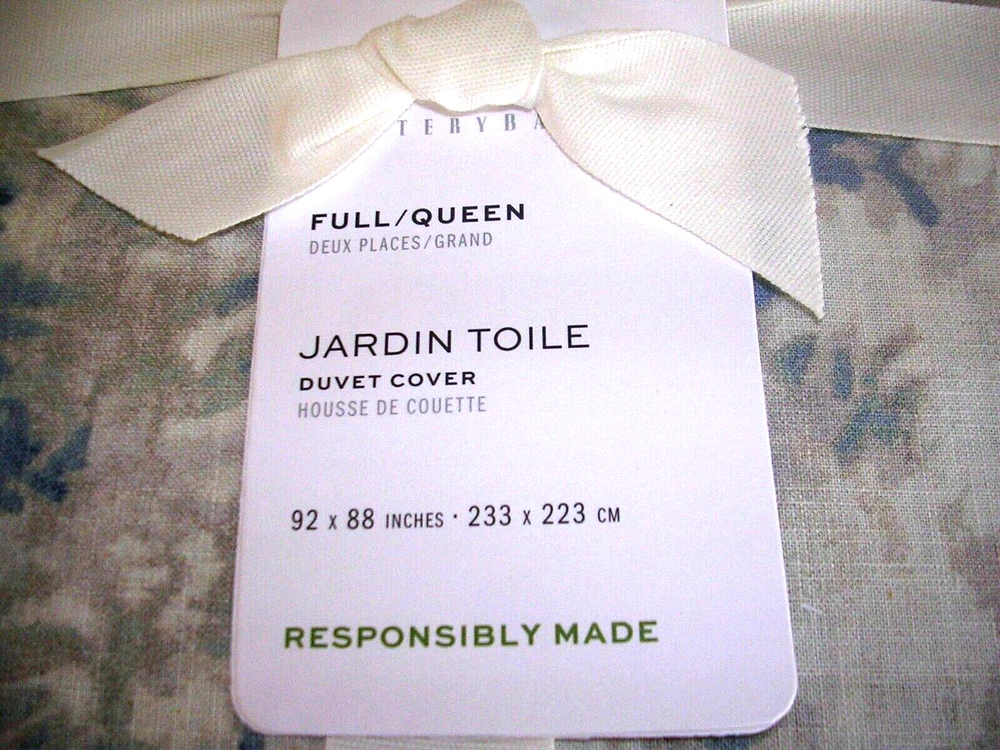 TERYBA
FULL/QUEEN
DEUX PLACES/GRAND
JARDIN TOILE
DUVET COVER
HOUSSE DE COUETTE
92 x 88 INCHES · 233 x 223 CM
RESPONSIBLY MADE